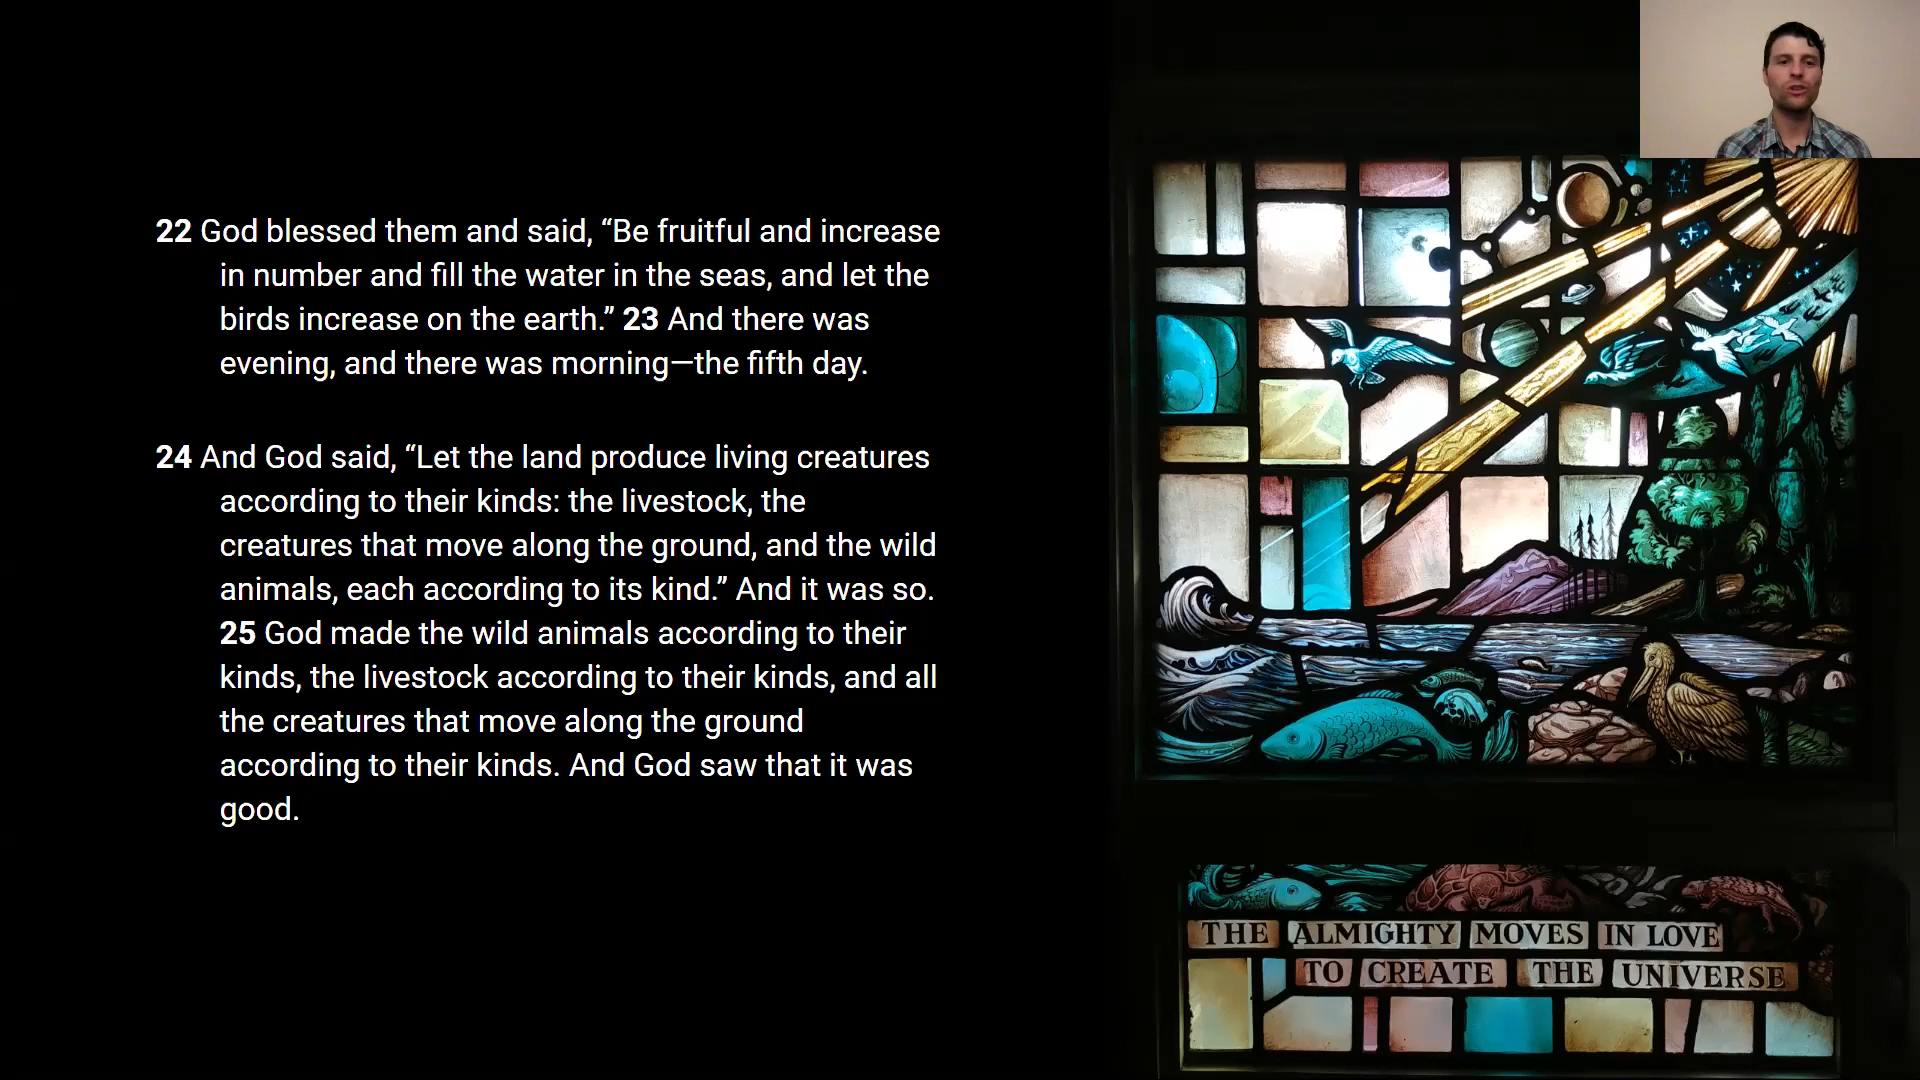 22 God blessed them and said, “Be fruitful and increase
in number and fill the water in the seas, and let the
birds increase on the earth.” 23 And there was
evening, and there was morning—the fifth day.
24 And God said, “Let the land produce living creatures
according to their kinds: the livestock, the
creatures that move along the ground, and the wild
animals, each according to its kind.” And it was so.
25 God made the wild animals according to their
kinds, the livestock according to their kinds, and all
the creatures that move along the ground
according to their kinds. And God saw that it was
good.
THE ALMIGHTY MOVES IN LOVE
TO CREATE THE UNIVERSE